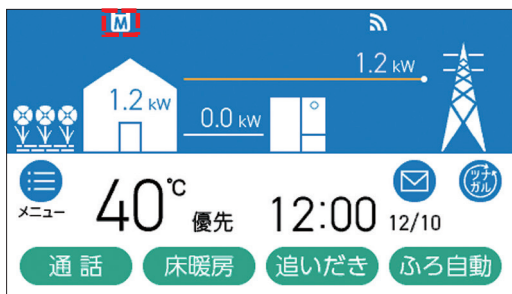 M
1.2 kW
1.2 kW
0.0 kW
メニュー
40℃
優先
12:00
12/10
ツナガル
通話
床暖房
追いだき
ふろ自動